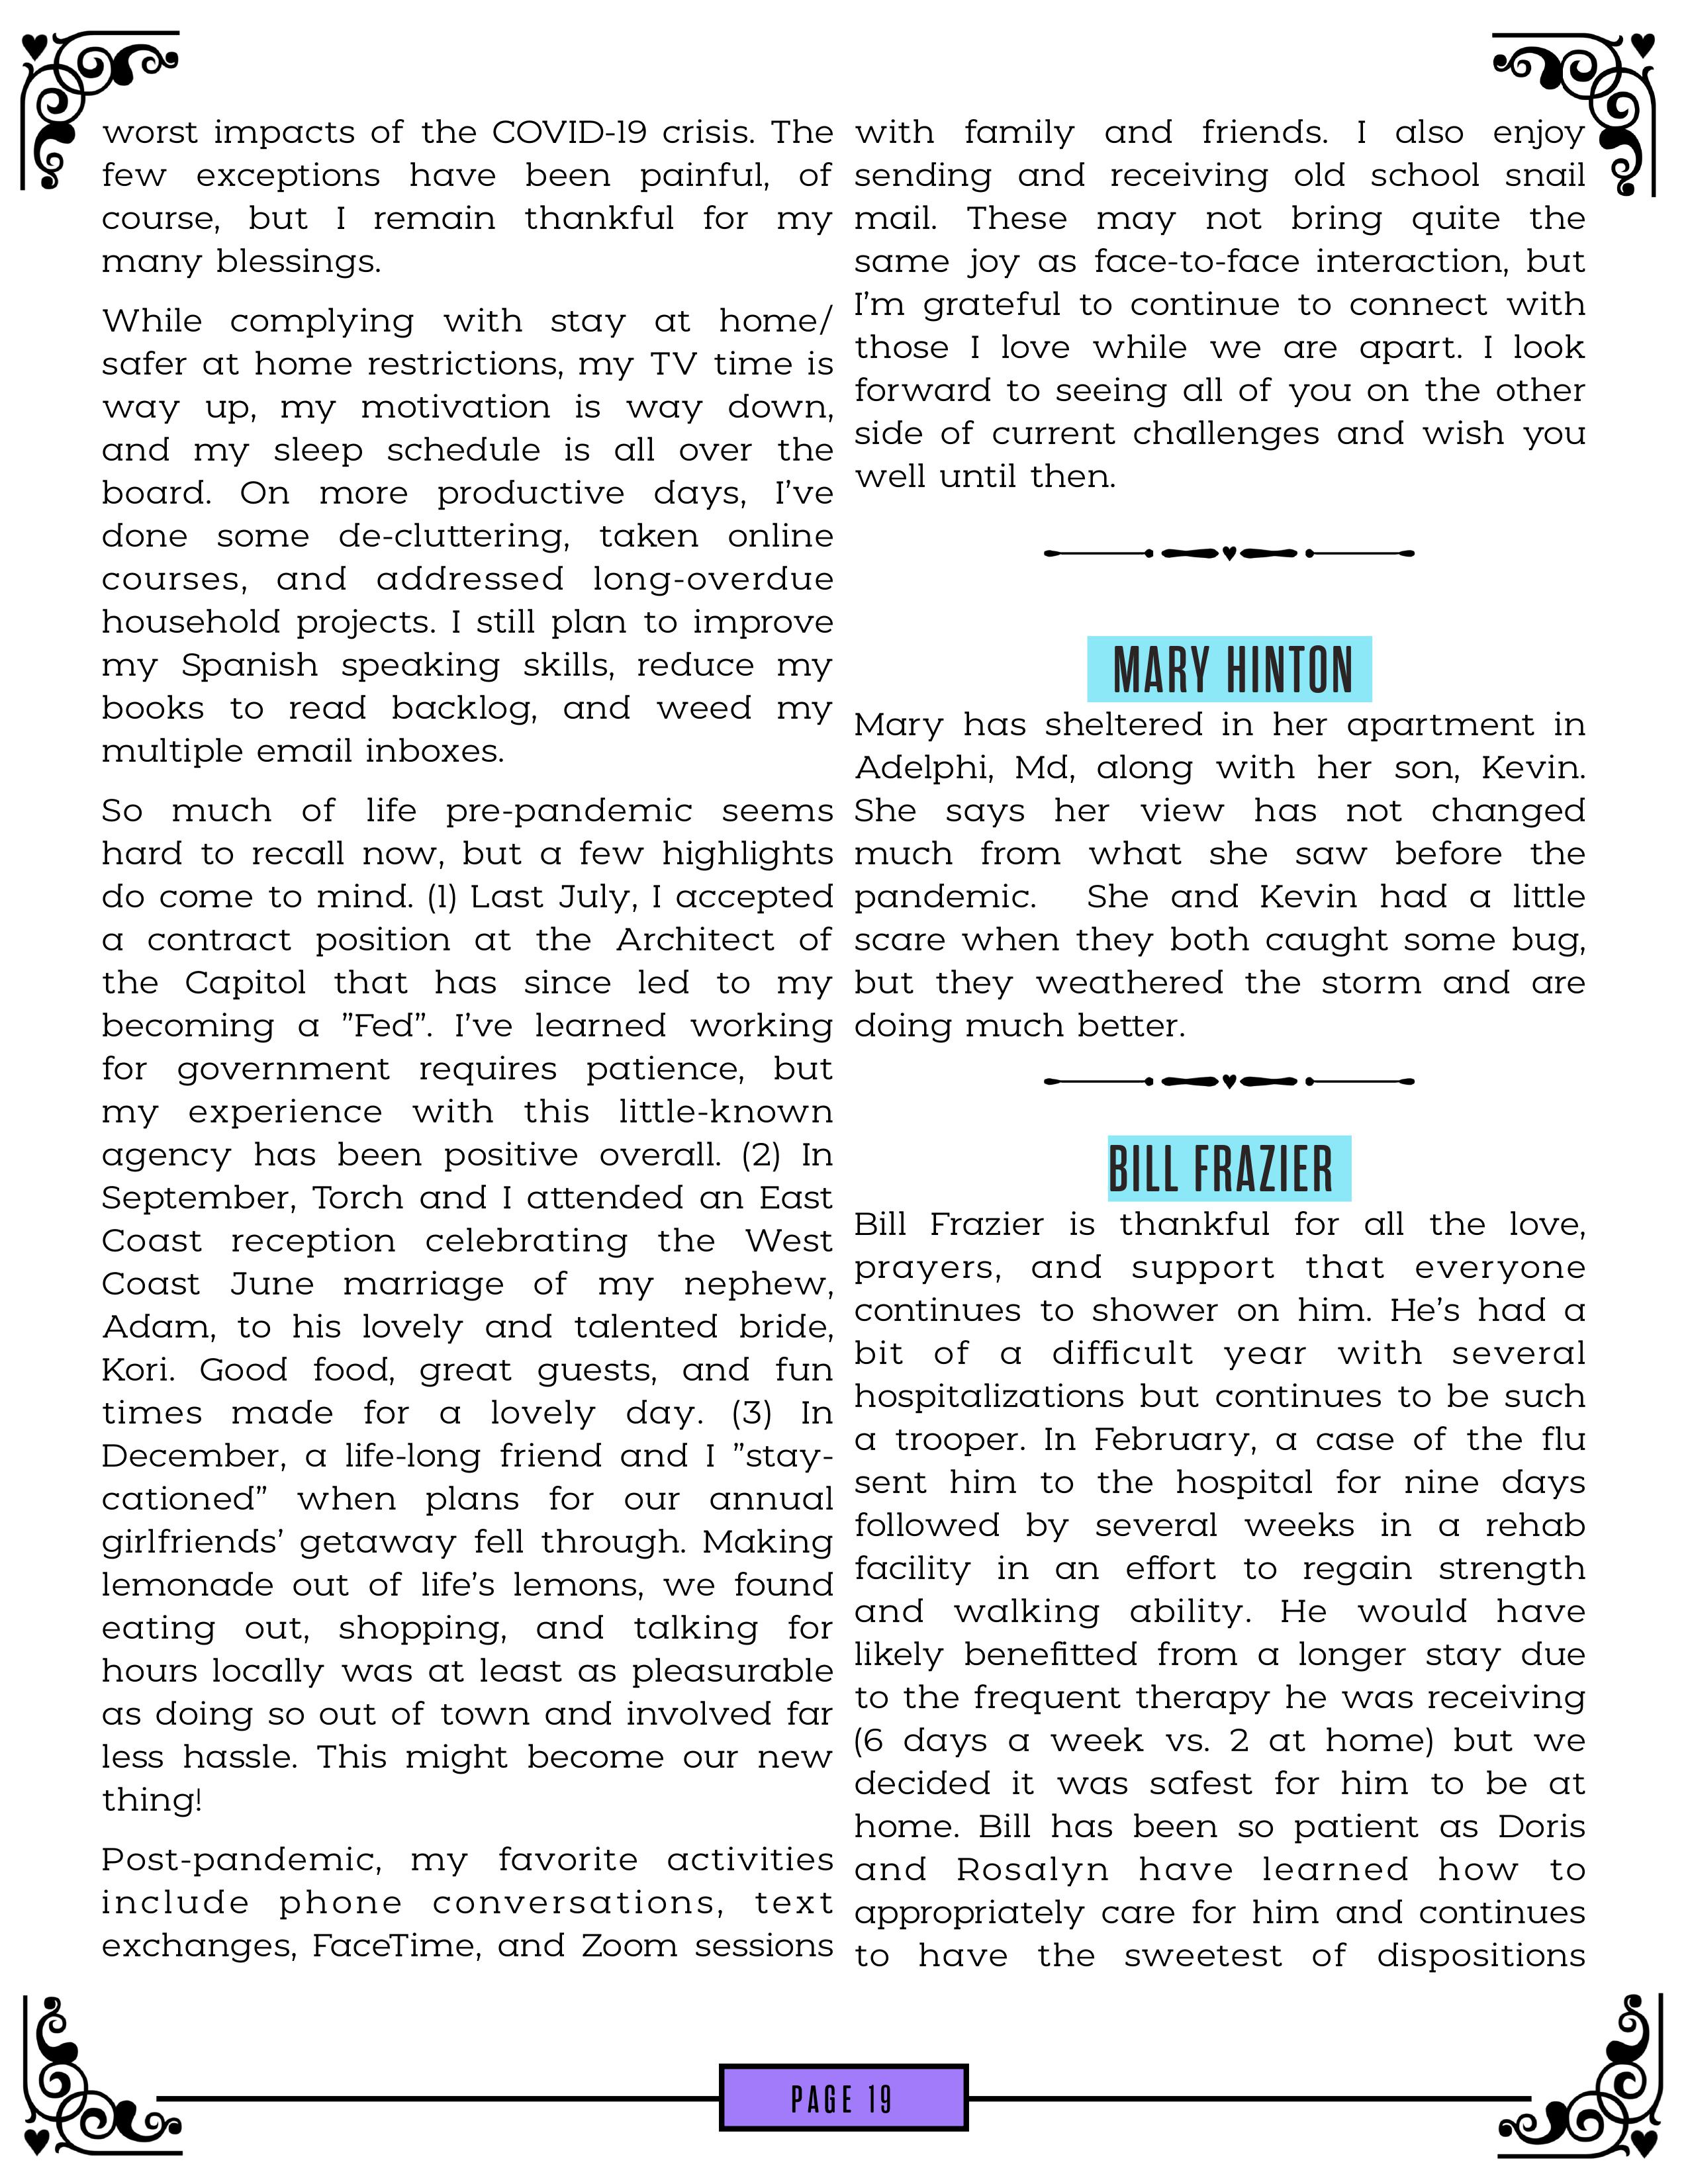 worst impacts of the COVID-19 crisis. The
few exceptions have been painful, of
course, but I remain thankful for my
many blessings.
While complying with stay at home/
safer at home restrictions, my TV time is
way up, my motivation is way down,
and my sleep schedule is all over the
board. On more productive days, I’ve
done some de-cluttering, taken online
courses, and addressed long-overdue
household projects. I still plan to improve
my Spanish speaking skills, reduce my
books to read backlog, and weed my
multiple email inboxes.
So much of life pre-pandemic seems
hard to recall now, but a few highlights
do come to mind. (1) Last July, I accepted
a contract position at the Architect of
the Capitol that has since led to my
becoming a ”Fed”. I’ve learned working
for government requires patience, but
my experience with this little-known
agency has been positive overall. (2) In
September, Torch and I attended an East
Coast reception celebrating the West
Coast June marriage of my nephew,
Adam, to his lovely and talented bride,
Kori. Good food, great guests, and fun
times made for a lovely day. (3) In
December, a life-long friend and I ”stay-
cationed” when plans for our annual
girlfriends’ getaway fell through. Making
lemonade out of life’s lemons, we found
eating out, shopping, and talking for
hours locally was at least as pleasurable
as doing so out of town and involved far
less hassle. This might become our new
thing!
Post-pandemic, my favorite activities
include phone conversations, text
exchanges, FaceTime, and Zoom sessions
with family and friends. I also enjoy
sending and receiving old school snail
mail. These may not bring quite the
same joy as face-to-face interaction, but
I’m grateful to continue to connect with
those I love while we are apart. I look
forward to seeing all of you on the other
side of current challenges and wish you
well until then.
MARY HINTON
Mary has sheltered in her apartment in
Adelphi, Md, along with her son, Kevin.
She says her view has not changed
much from what she saw before the
pandemic. She and Kevin had a little
scare when they both caught some bug,
but they weathered the storm and are
doing much better.
BILL FRAZIER
Bill Frazier is thankful for all the love,
prayers, and support that everyone
continues to shower on him. He’s had a
bit of a difficult year with several
hospitalizations but continues to be such
a trooper. In February, a case of the flu
sent him to the hospital for nine days
followed by several weeks in a rehab
facility in an effort to regain strength
and walking ability. He would have
likely benefitted from a longer stay due
to the frequent therapy he was receiving
(6 days a week vs. 2 at home) but we
decided it was safest for him to be at
home. Bill has been so patient as Doris
and Rosalyn have learned how to
appropriately care for him and continues
to have the sweetest of dispositions
PAGE 19